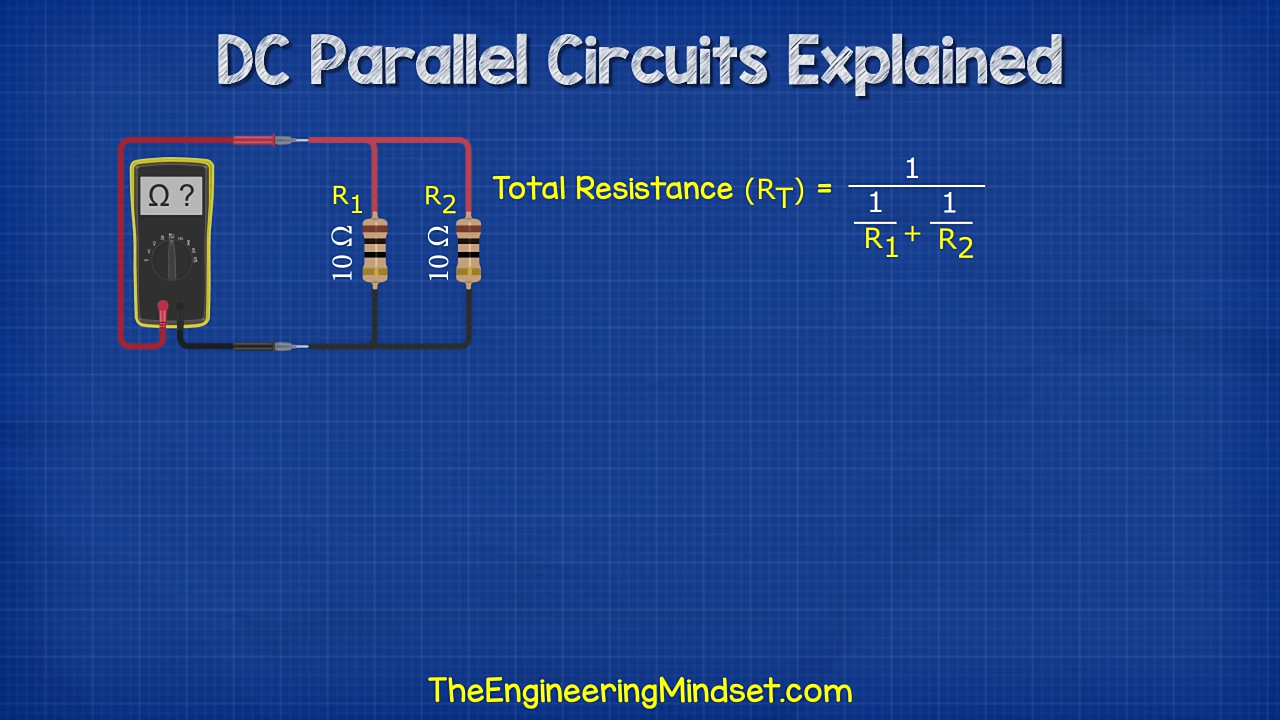 DC Parallel Circuits Explained
Ω ?
R1
10 Ω
R2
10 Ω
Total Resistance (RT) =
1
1
R1
+
1
R2
TheEngineeringMindset.com